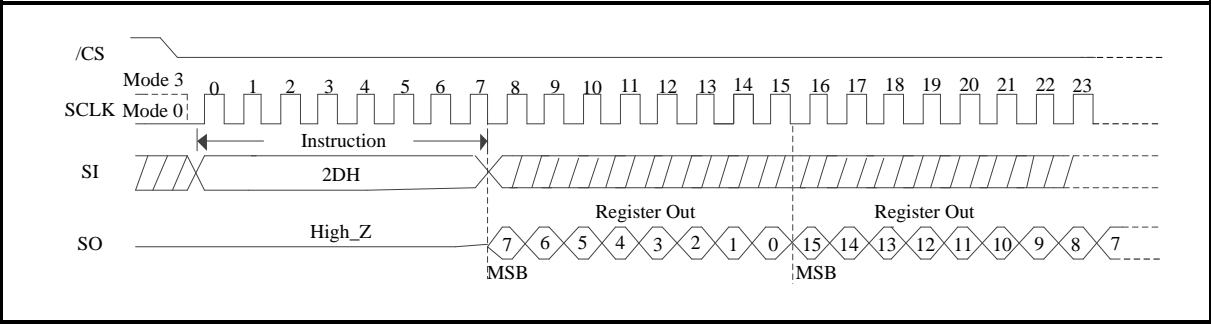 /CS
Mode 3
0 1 2 3 4 5 6 7 8 9 10 11 12 13 14 15 16 17 18 19 20 21 22 23
SCLK Mode 0
Instruction
SI 2DH
Register Out Register Out
High_Z
SO 7 6 5 4 3 2 1 0 15 14 13 12 11 10 9 8 7
MSB MSB